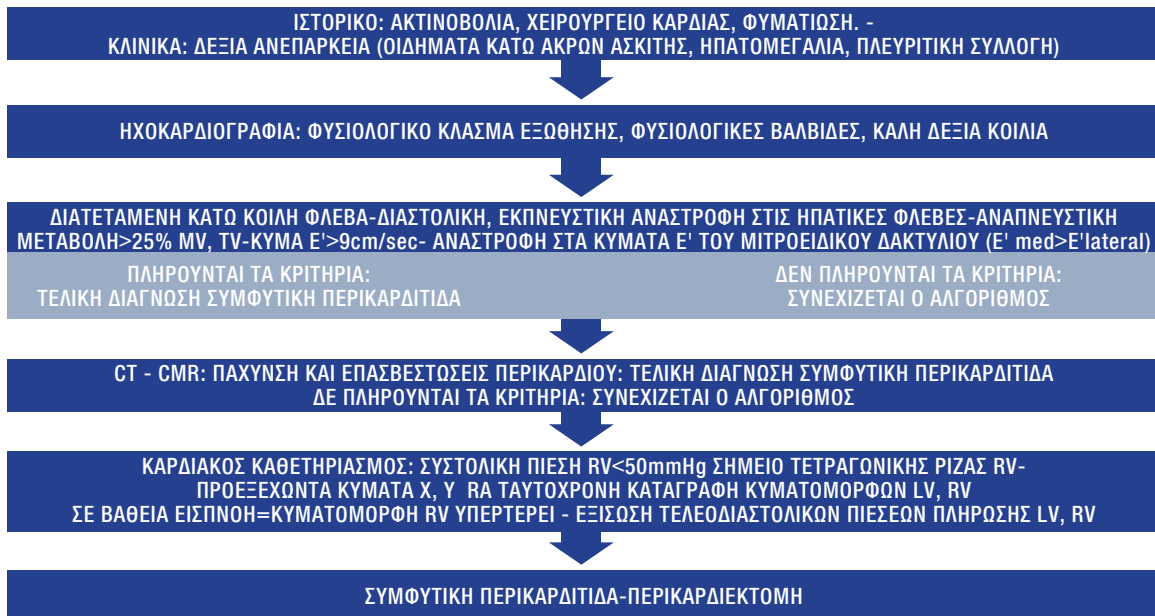 ΙΣΤΟΡΙΚΟ: ΑΚΤΙΝΟΒΟΛΙΑ, ΧΕΙΡΟΥΡΓΕΙΟ ΚΑΡΔΙΑΣ, ΦΥΜΑΤΙΩΣΗ. -
ΚΛΙΝΙΚΑ: ΔΕΞΙΑ ΑΝΕΠΑΡΚΕΙΑ (ΟΙΔΗΜΑΤΑ ΚΑΤΩ ΑΚΡΩΝ ΑΣΚΙΤΗΣ, ΗΠΑΤΟΜΕΓΑΛΙΑ, ΠΛΕΥΡΙΤΙΚΗ ΣΥΛΛΟΓΗ)
ΗΧΟΚΑΡΔΙΟΓΡΑΦΙΑ: ΦΥΣΙΟΛΟΓΙΚΟ ΚΛΑΣΜΑ ΕΞΩΘΗΣΗΣ, ΦΥΣΙΟΛΟΓΙΚΕΣ ΒΑΛΒΙΔΕΣ, ΚΑΛΗ ΔΕΞΙΑ ΚΟΙΛΙΑ
ΔΙΑΤΕΤΑΜΕΝΗ ΚΑΤΩ ΚΟΙΛΗ ΦΛΕΒΑ-ΔΙΑΣΤΟΛΙΚΗ, ΕΚΠΝΕΥΣΤΙΚΗ ΑΝΑΣΤΡΟΦΗ ΣΤΙΣ ΗΠΑΤΙΚΕΣ ΦΛΕΒΕΣ-ΑΝΑΠΝΕΥΣΤΙΚΗ
ΜΕΤΑΒΟΛΗ>25% MV, TV-ΚΥΜΑ E'>9cm/sec- ΑΝΑΣΤΡΟΦΗ ΣΤΑ ΚΥΜΑΤΑ E' ΤΟΥ ΜΙΤΡΟΕΙΔΙΚΟΥ ΔΑΚΤΥΛΙΟΥ (E' med>E'lateral)
ΠΛΗΡΟΥΝΤΑΙ ΤΑ ΚΡΙΤΗΡΙΑ:
ΤΕΛΙΚΗ ΔΙΑΓΝΩΣΗ ΣΥΜΦΥΤΙΚΗ ΠΕΡΙΚΑΡΔΙΤΙΔΑ
ΔΕΝ ΠΛΗΡΟΥΝΤΑΙ ΤΑ ΚΡΙΤΗΡΙΑ:
ΣΥΝΕΧΙΖΕΤΑΙ Ο ΑΛΓΟΡΙΘΜΟΣ
CT - CMR: ΠΑΧΥΝΣΗ ΚΑΙ ΕΠΑΣΒΕΣΤΩΣΕΙΣ ΠΕΡΙΚΑΡΔΙΟΥ: ΤΕΛΙΚΗ ΔΙΑΓΝΩΣΗ ΣΥΜΦΥΤΙΚΗ ΠΕΡΙΚΑΡΔΙΤΙΔΑ
ΔΕ ΠΛΗΡΟΥΝΤΑΙ ΤΑ ΚΡΙΤΗΡΙΑ: ΣΥΝΕΧΙΖΕΤΑΙ Ο ΑΛΓΟΡΙΘΜΟΣ
ΚΑΡΔΙΑΚΟΣ ΚΑΘΕΤΗΡΙΑΣΜΟΣ: ΣΥΣΤΟΛΙΚΗ ΠΙΕΣΗ RV<50mmHg ΣΗΜΕΙΟ ΤΕΤΡΑΓΩΝΙΚΗΣ ΡΙΖΑΣ RV-
ΠΡΟΕΞΕΧΩΝΤΑ ΚΥΜΑΤΑ X, Y RA ΤΑΥΤΟΧΡΟΝΗ ΚΑΤΑΓΡΑΦΗ ΚΥΜΑΤΟΜΟΡΦΩΝ LV, RV
ΣΕ ΒΑΘΕΙΑ ΕΙΣΠΝΟΗ=ΚΥΜΑΤΟΜΟΡΦΗ RV ΥΠΕΡΤΕΡΕΙ - ΕΞΙΣΩΣΗ ΤΕΛΕΟΔΙΑΣΤΟΛΙΚΩΝ ΠΙΕΣΕΩΝ ΠΛΗΡΩΣΗΣ LV, RV
ΣΥΜΦΥΤΙΚΗ ΠΕΡΙΚΑΡΔΙΤΙΔΑ-ΠΕΡΙΚΑΡΔΙΕΚΤΟΜΗ